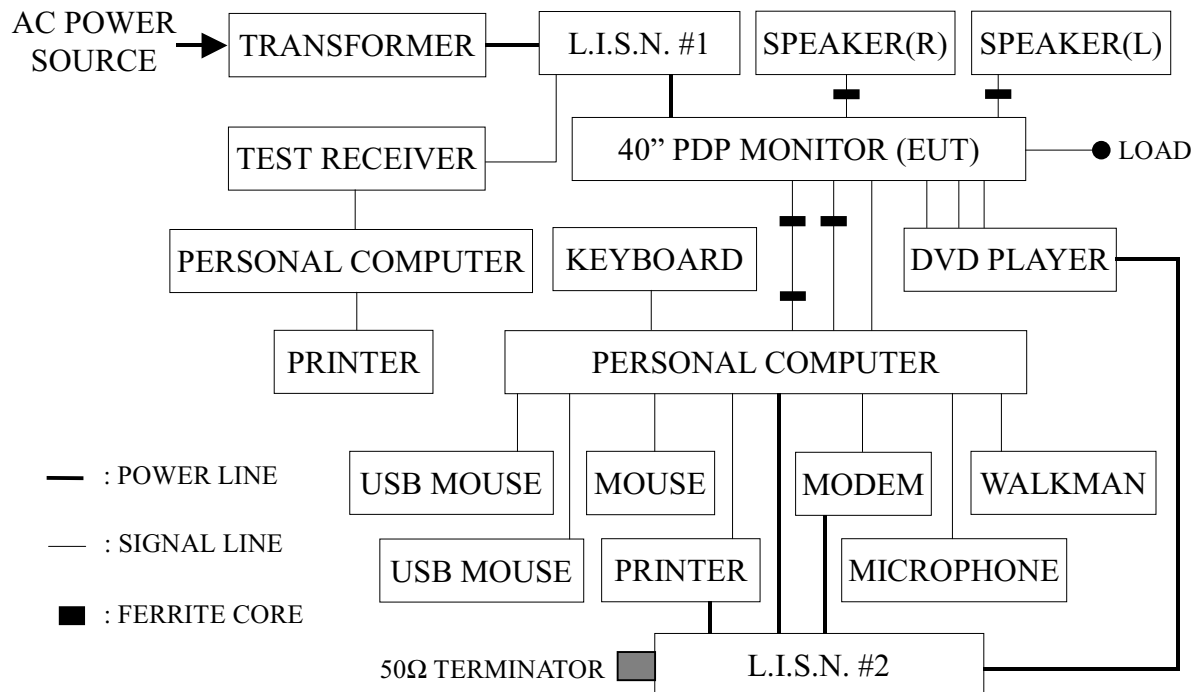 AC POWER
SOURCE
TRANSFORMER
L.I.S.N. #1
SPEAKER(R)
SPEAKER(L)
TEST RECEIVER
40” PDP MONITOR (EUT)
LOAD
PERSONAL COMPUTER
KEYBOARD
DVD PLAYER
PRINTER
PERSONAL COMPUTER
: POWER LINE
USB MOUSE
MOUSE
MODEM
WALKMAN
: SIGNAL LINE
USB MOUSE
PRINTER
MICROPHONE
: FERRITE CORE
50Ω TERMINATOR
L.I.S.N. #2